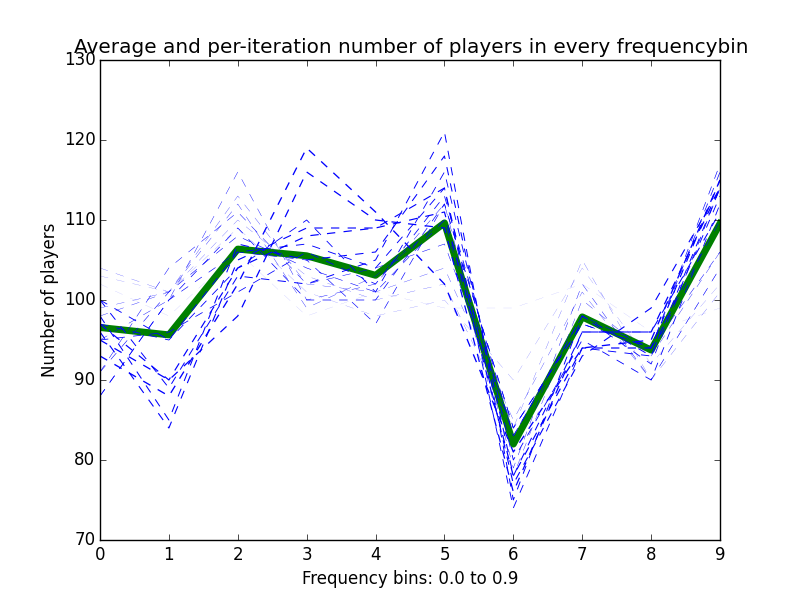 Average and per-iteration number of players in every frequencybin
130
120
110
100
90
80
70
Number of players
0 1 2 3 4 5 6 7 8 9
Frequency bins: 0.0 to 0.9